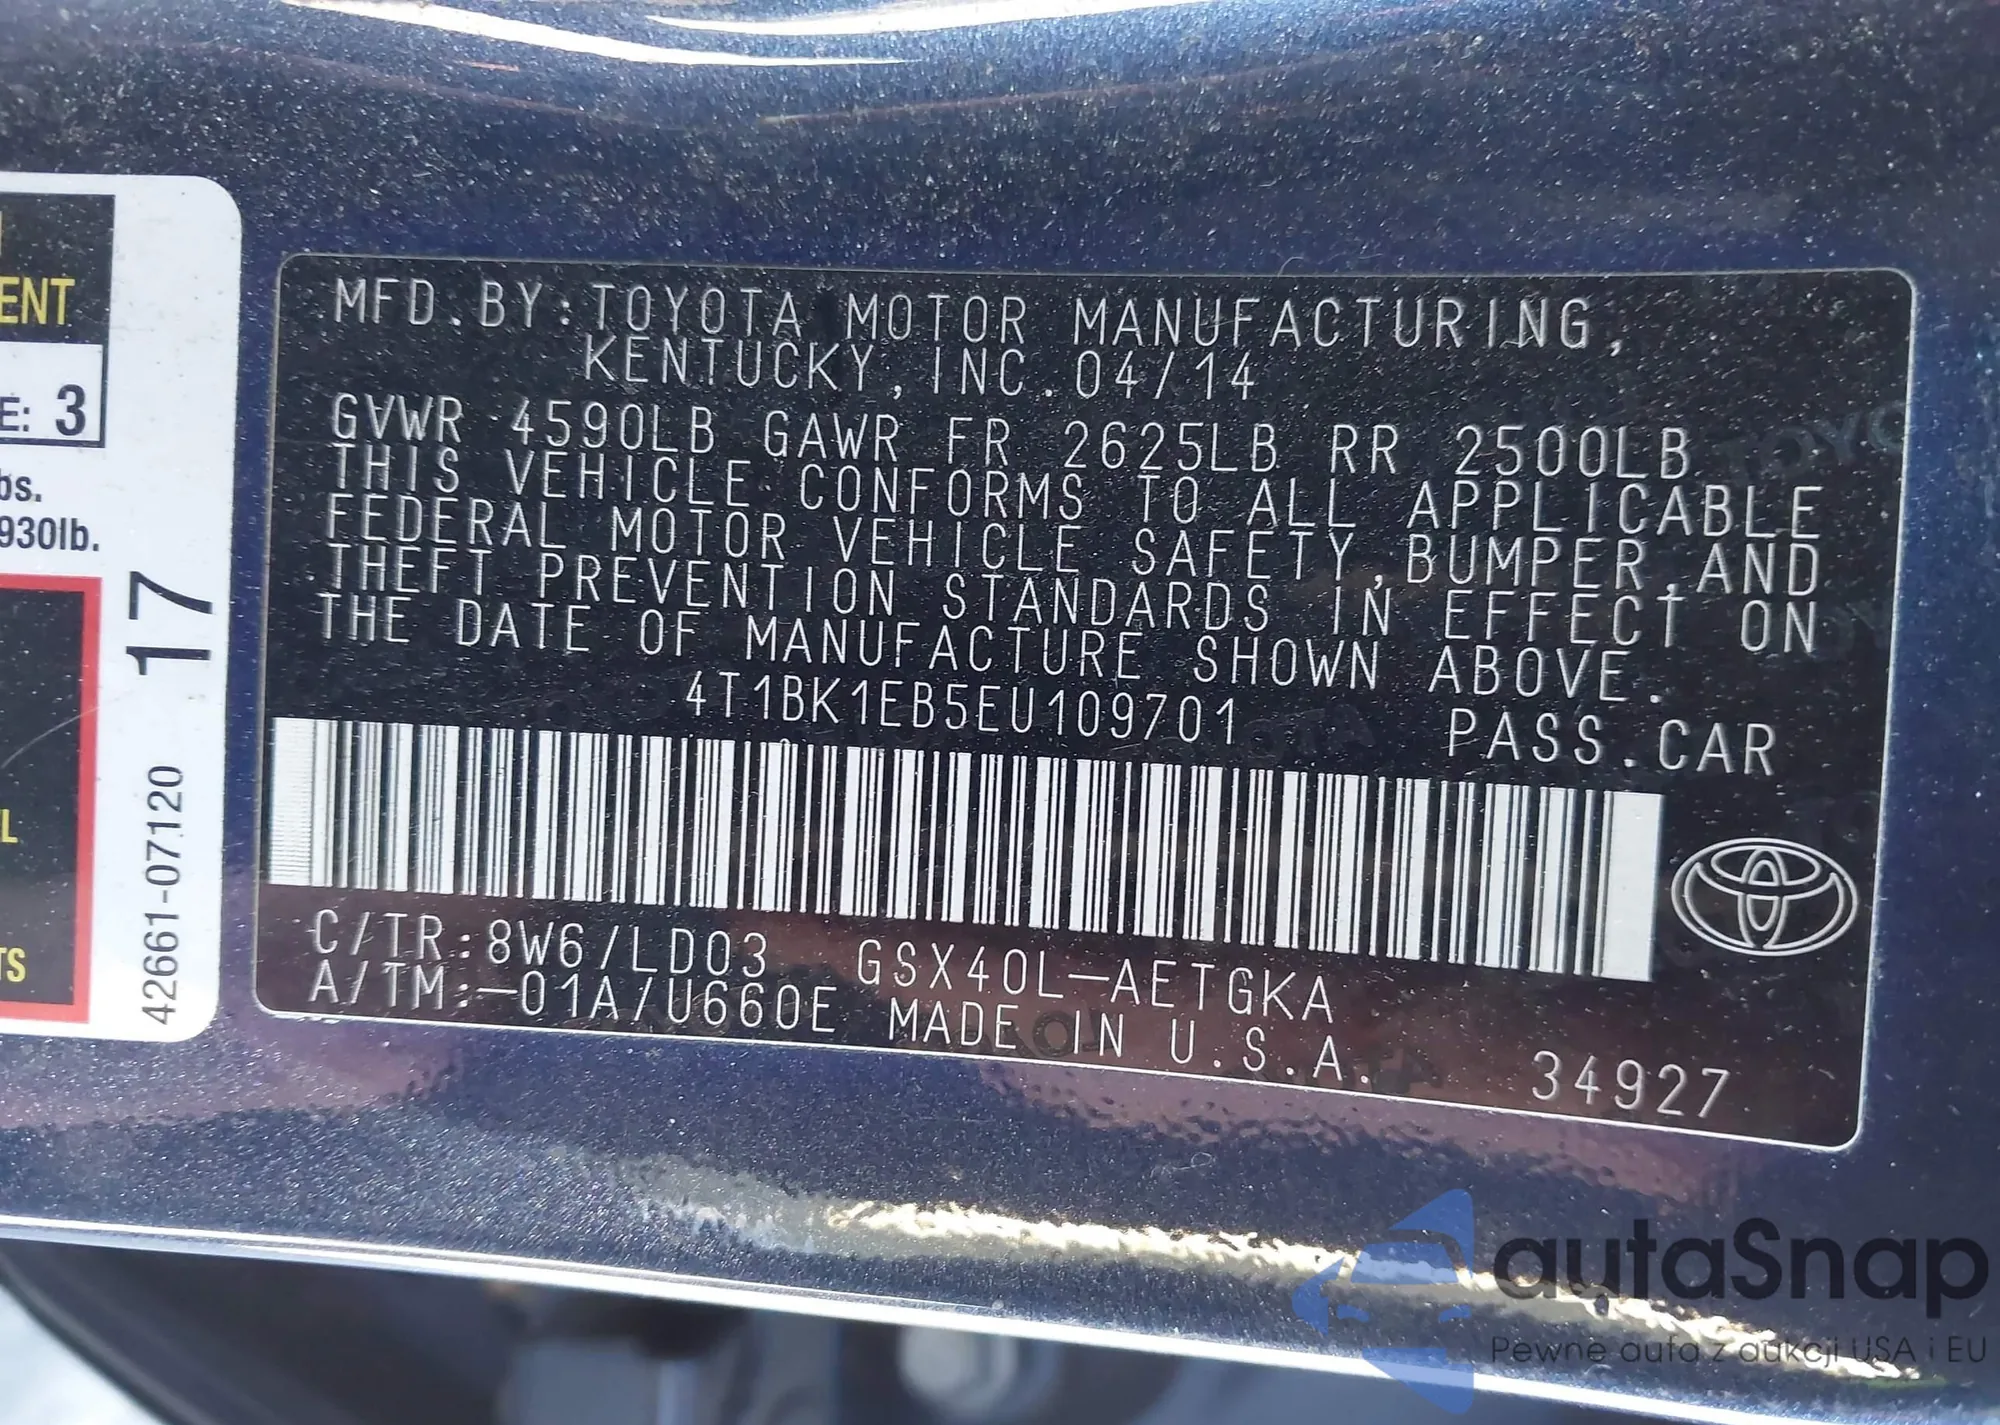 ENT
E: 3
bs.
930lb.
L
TS
42661-07120 17
MFD.BY:TOYOTA MOTOR MANUFACTURING,
KENTUCKY,INC.04/14
GVWR 4590LB GAWR FR 2625LB RR 2500LB
THIS VEHICLE CONFORMS TO ALL APPLICABLE
FEDERAL MOTOR VEHICLE SAFETY,BUMPER,AND
THEFT PREVENTION STANDARDS IN EFFECT ON
THE DATE OF MANUFACTURE SHOWN ABOVE.
4T1BK1EB5EU109701
PASS.CAR
C/TR:8W6/LD03 GSX40L-AETGKA
A/TM:-01A/U660E MADE IN U.S.A.
34927
autaSnap
Pewne auta z aukcji USA i EU